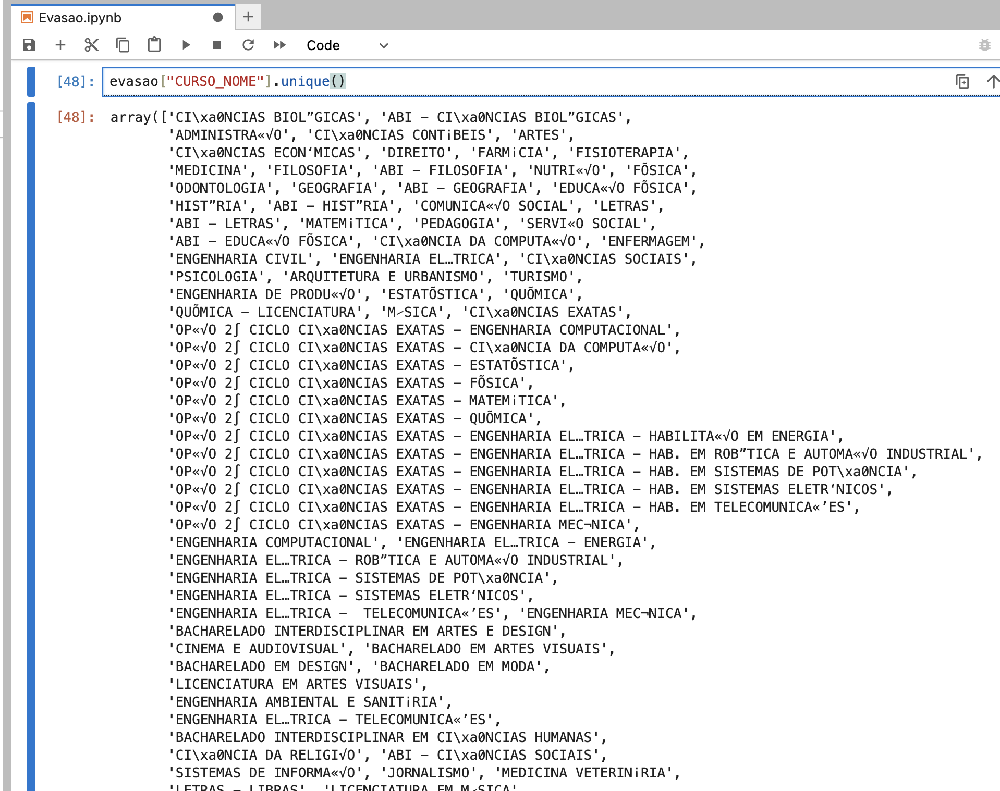 Evasao.ipynb
Code
[48]: evasao["CURSO_NOME"].unique()
[48]: array(['CI\xa0NCIAS BIOL”GICAS', 'ABI - CI\xa0NCIAS BIOL”GICAS',
'ADMINISTRA«√O', 'CI\xa0NCIAS CONT¡BEIS', 'ARTES',
'CI\xa0NCIAS ECON‘MICAS', 'DIREITO', 'FARM¡CIA', 'FISIOTERAPIA',
'MEDICINA', 'FILOSOFIA', 'ABI - FILOSOFIA', 'NUTRI«√O', 'FÕSICA',
'ODONTOLOGIA', 'GEOGRAFIA', 'ABI - GEOGRAFIA', 'EDUCA«√O FÕSICA',
'HIST”RIA', 'ABI - HIST”RIA', 'COMUNICA«√O SOCIAL', 'LETRAS',
'ABI - LETRAS', 'MATEM¡TICA', 'PEDAGOGIA', 'SERVI«O SOCIAL',
'ABI - EDUCA«√O FÕSICA', 'CI\xa0NCIA DA COMPUTA«√O', 'ENFERMAGEM',
'ENGENHARIA CIVIL', 'ENGENHARIA EL…TRICA', 'CI\xa0NCIAS SOCIAIS',
'PSICOLOGIA', 'ARQUITETURA E URBANISMO', 'TURISMO',
'ENGENHARIA DE PRODU«√O', 'ESTATÕSTICA', 'QUÕMICA',
'QUÕMICA - LICENCIATURA', 'M⁄SICA', 'CI\xa0NCIAS EXATAS',
'OP«√O 2∫ CICLO CI\xa0NCIAS EXATAS - ENGENHARIA COMPUTACIONAL',
'OP«√O 2∫ CICLO CI\xa0NCIAS EXATAS - CI\xa0NCIA DA COMPUTA«√O',
'OP«√O 2∫ CICLO CI\xa0NCIAS EXATAS - ESTATÕSTICA',
'OP«√O 2∫ CICLO CI\xa0NCIAS EXATAS - FÕSICA',
'OP«√O 2∫ CICLO CI\xa0NCIAS EXATAS - MATEM¡TICA',
'OP«√O 2∫ CICLO CI\xa0NCIAS EXATAS - QUÕMICA',
'OP«√O 2∫ CICLO CI\xa0NCIAS EXATAS - ENGENHARIA EL…TRICA - HABILITA«√O EM ENERGIA',
'OP«√O 2∫ CICLO CI\xa0NCIAS EXATAS - ENGENHARIA EL…TRICA - HAB. EM ROB”TICA E AUTOMA«√O INDUSTRIAL',
'OP«√O 2∫ CICLO CI\xa0NCIAS EXATAS - ENGENHARIA EL…TRICA - HAB. EM SISTEMAS DE POT\xa0NCIA',
'OP«√O 2∫ CICLO CI\xa0NCIAS EXATAS - ENGENHARIA EL…TRICA - HAB. EM SISTEMAS ELETR‘NICOS',
'OP«√O 2∫ CICLO CI\xa0NCIAS EXATAS - ENGENHARIA EL…TRICA - HAB. EM TELECOMUNICA«’ES',
'OP«√O 2∫ CICLO CI\xa0NCIAS EXATAS - ENGENHARIA MEC¬NICA',
'ENGENHARIA COMPUTACIONAL', 'ENGENHARIA EL…TRICA - ENERGIA',
'ENGENHARIA EL…TRICA - ROB”TICA E AUTOMA«√O INDUSTRIAL',
'ENGENHARIA EL…TRICA - SISTEMAS DE POT\xa0NCIA',
'ENGENHARIA EL…TRICA - SISTEMAS ELETR‘NICOS',
'ENGENHARIA EL…TRICA -  TELECOMUNICA«’ES', 'ENGENHARIA MEC¬NICA',
'BACHARELADO INTERDISCIPLINAR EM ARTES E DESIGN',
'CINEMA E AUDIOVISUAL', 'BACHARELADO EM ARTES VISUAIS',
'BACHARELADO EM DESIGN', 'BACHARELADO EM MODA',
'LICENCIATURA EM ARTES VISUAIS',
'ENGENHARIA AMBIENTAL E SANIT¡RIA',
'ENGENHARIA EL…TRICA - TELECOMUNICA«’ES',
'BACHARELADO INTERDISCIPLINAR EM CI\xa0NCIAS HUMANAS',
'CI\xa0NCIA DA RELIGI√O', 'ABI - CI\xa0NCIAS SOCIAIS',
'SISTEMAS DE INFORMA«√O', 'JORNALISMO', 'MEDICINA VETERIN¡RIA',
'LETRAS - LIBRAS', 'LICENCIATURA EM M⁄SICA'